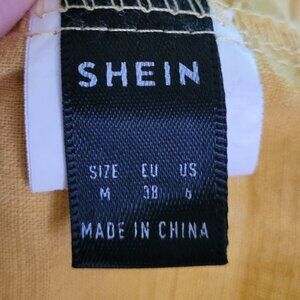 SHEIN
SIZE EU US
M 38 6
MADE IN CHINA